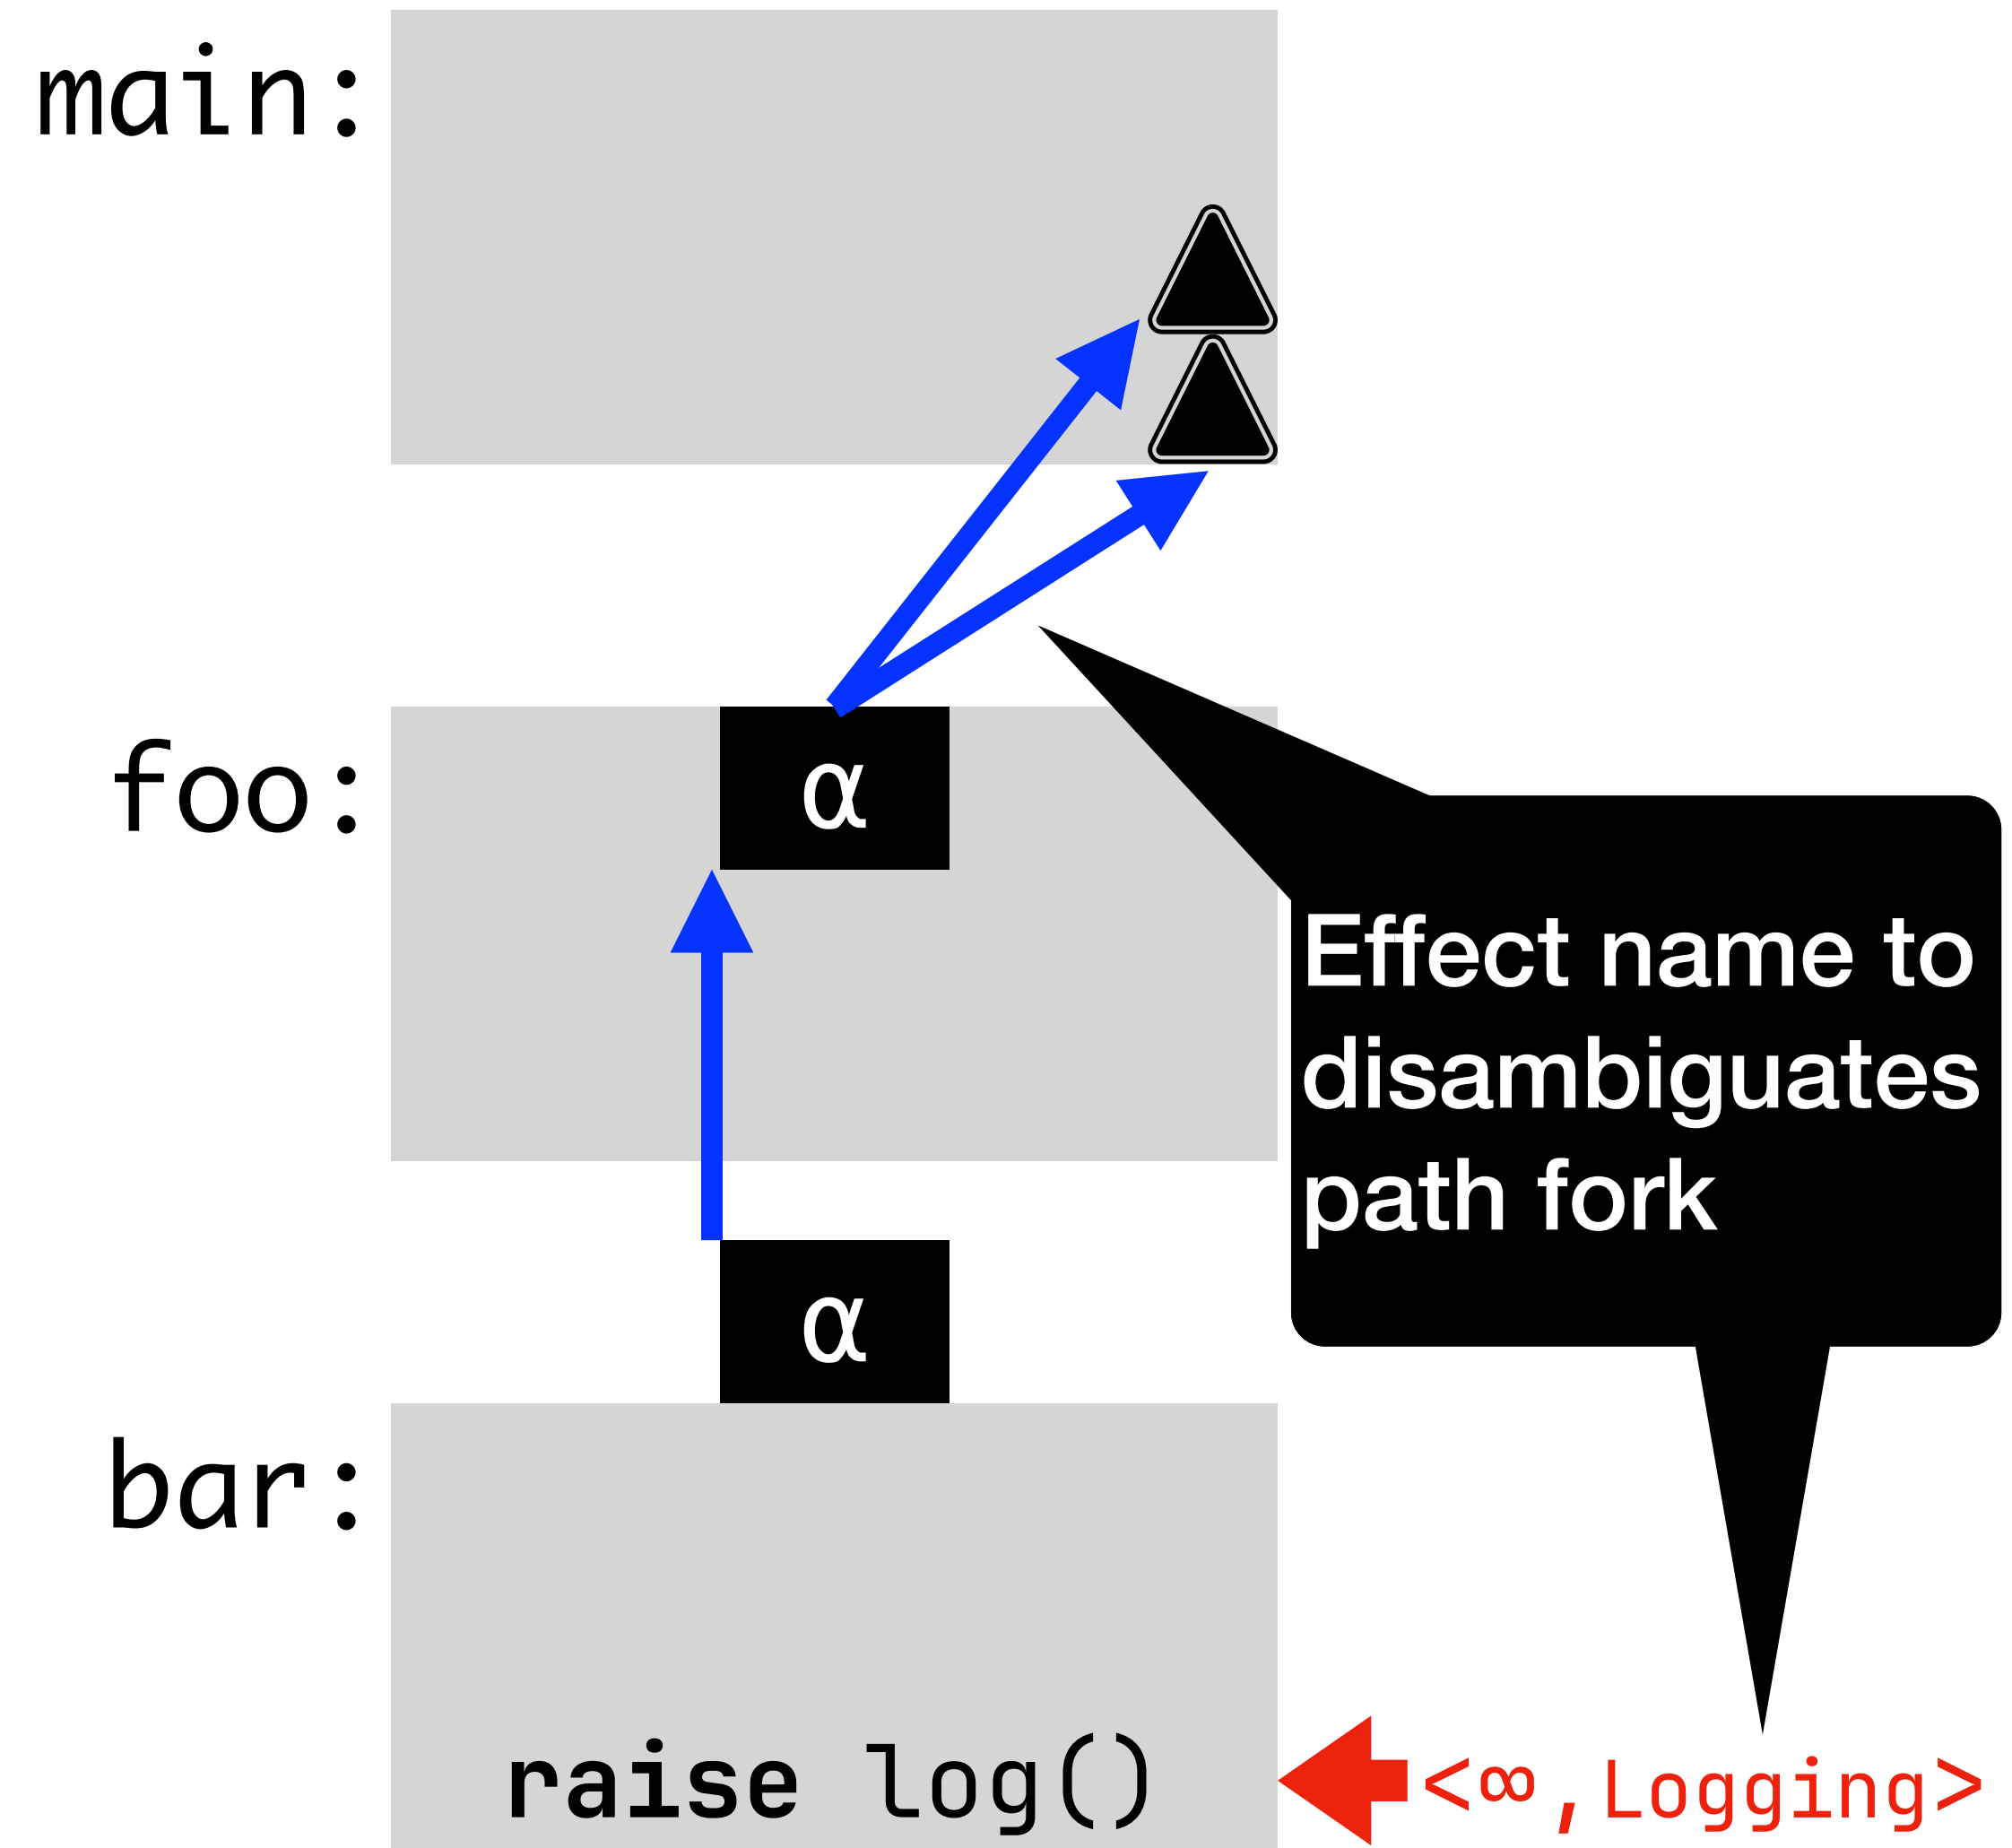 main:
foo:
α
Effect name to
disambiguates
path fork
α
bar:
raise log()
<α,Logging>